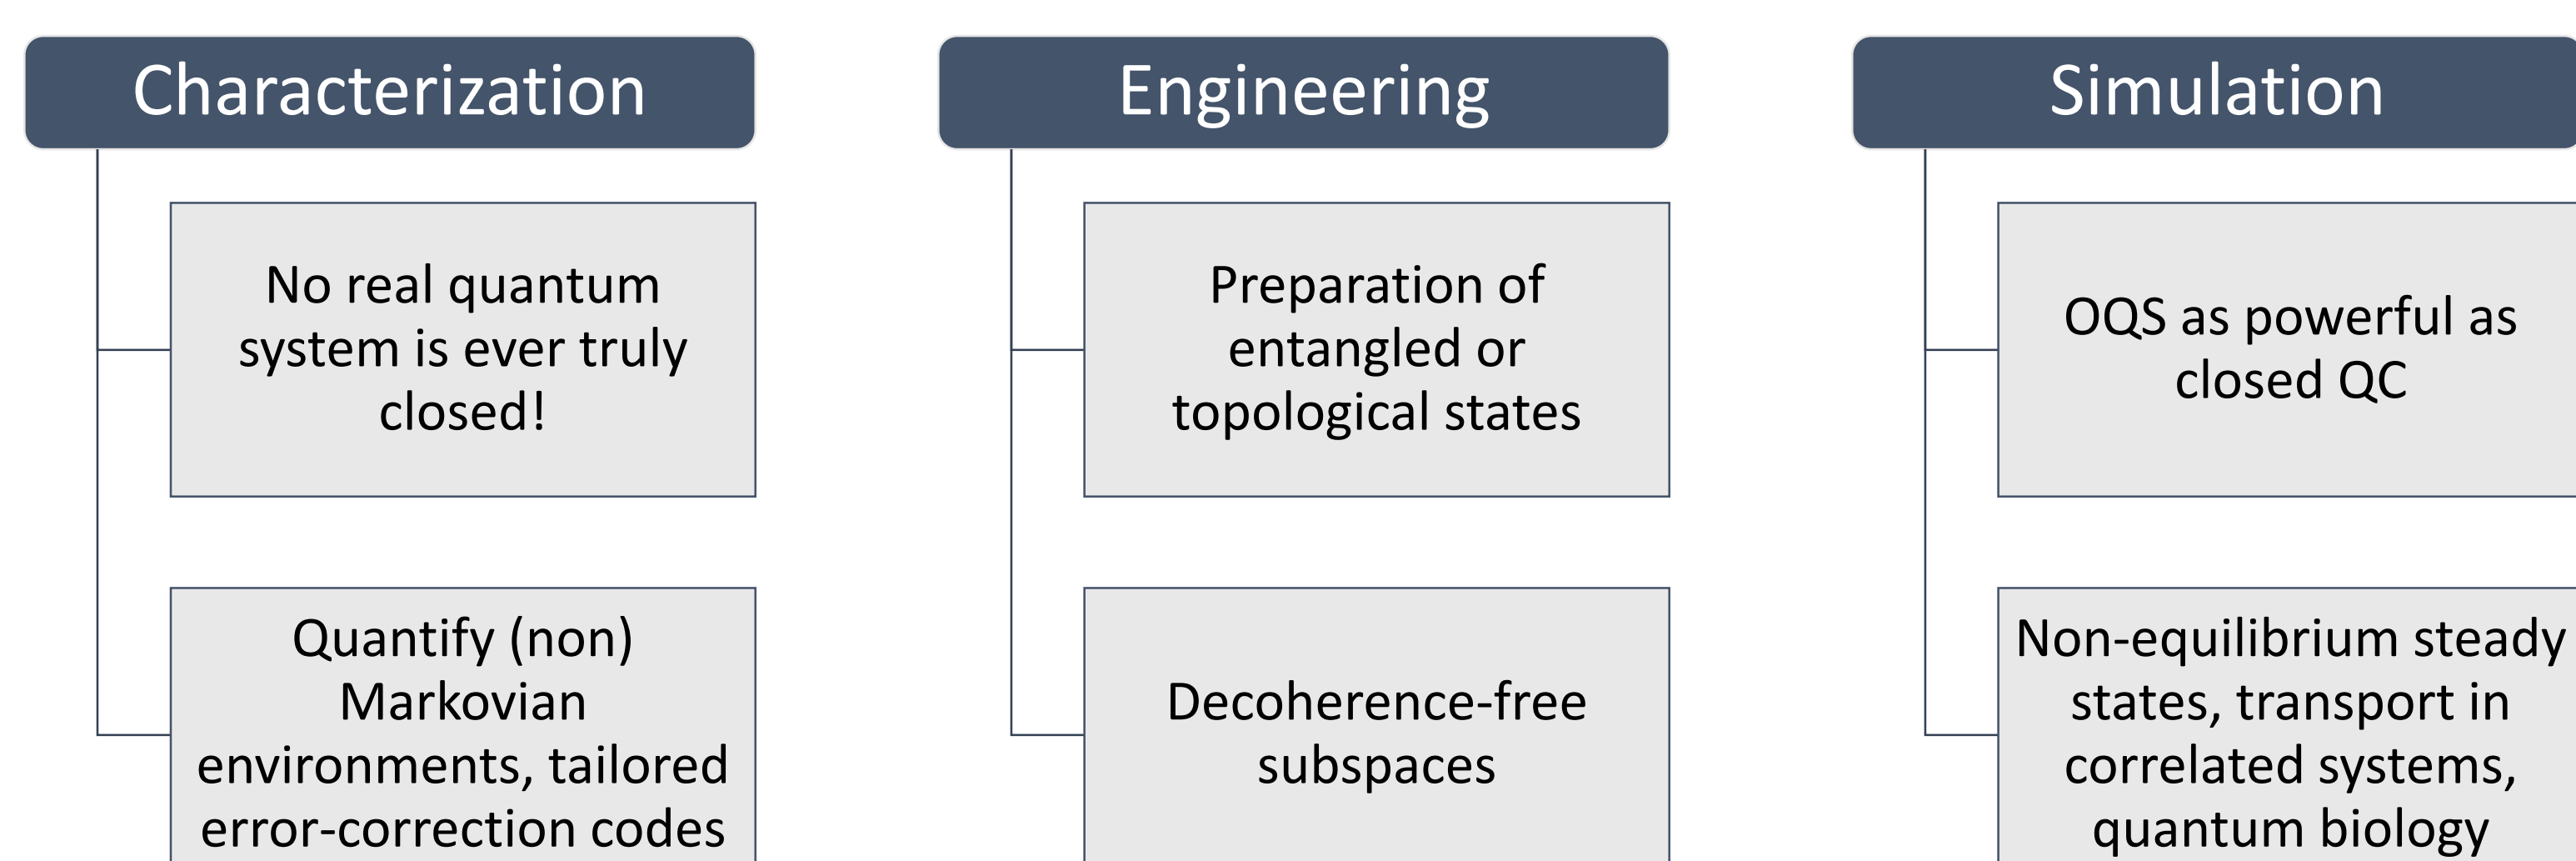 Characterization
No real quantum
system is ever truly
closed!
Quantify (non)
Markovian
environments, tailored
error-correction codes
Engineering
Preparation of
entangled or
topological states
Decoherence-free
subspaces
Simulation
OQS as powerful as
closed QC
Non-equilibrium steady
states, transport in
correlated systems,
quantum biology